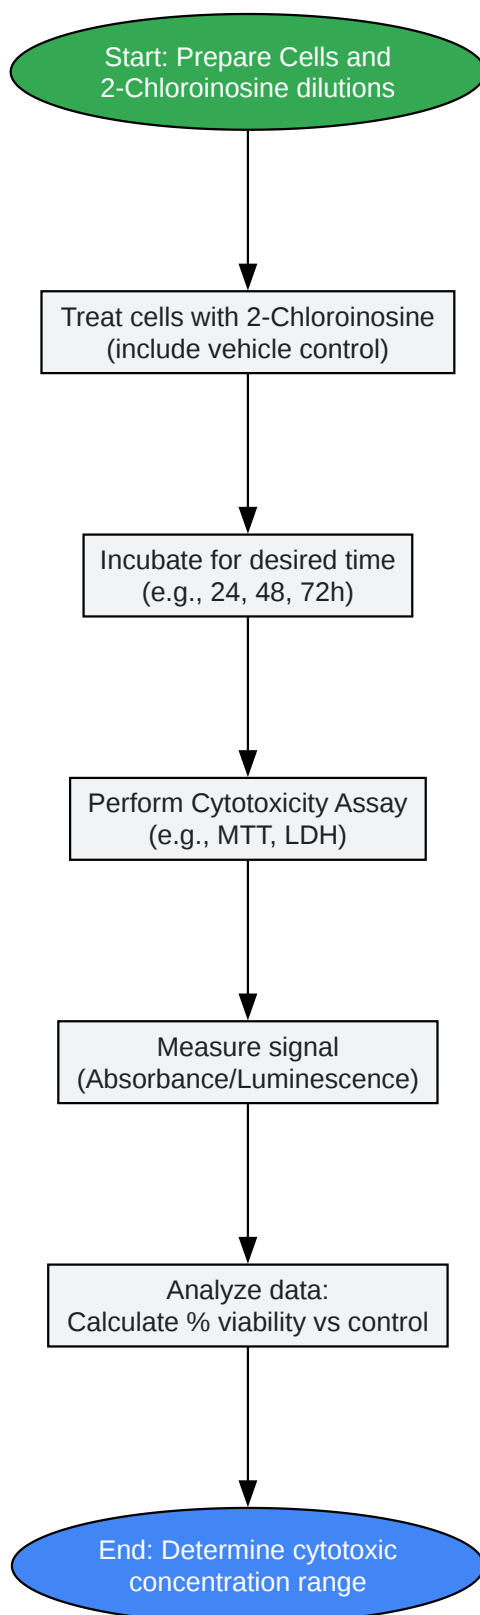 Start: Prepare Cells and
2-Chloroinosine dilutions
Treat cells with 2-Chloroinosine
(include vehicle control)
Incubate for desired time
(e.g., 24, 48, 72h)
Perform Cytotoxicity Assay
(e.g., MTT, LDH)
Measure signal
(Absorbance/Luminescence)
Analyze data:
Calculate % viability vs control
End: Determine cytotoxic
concentration range